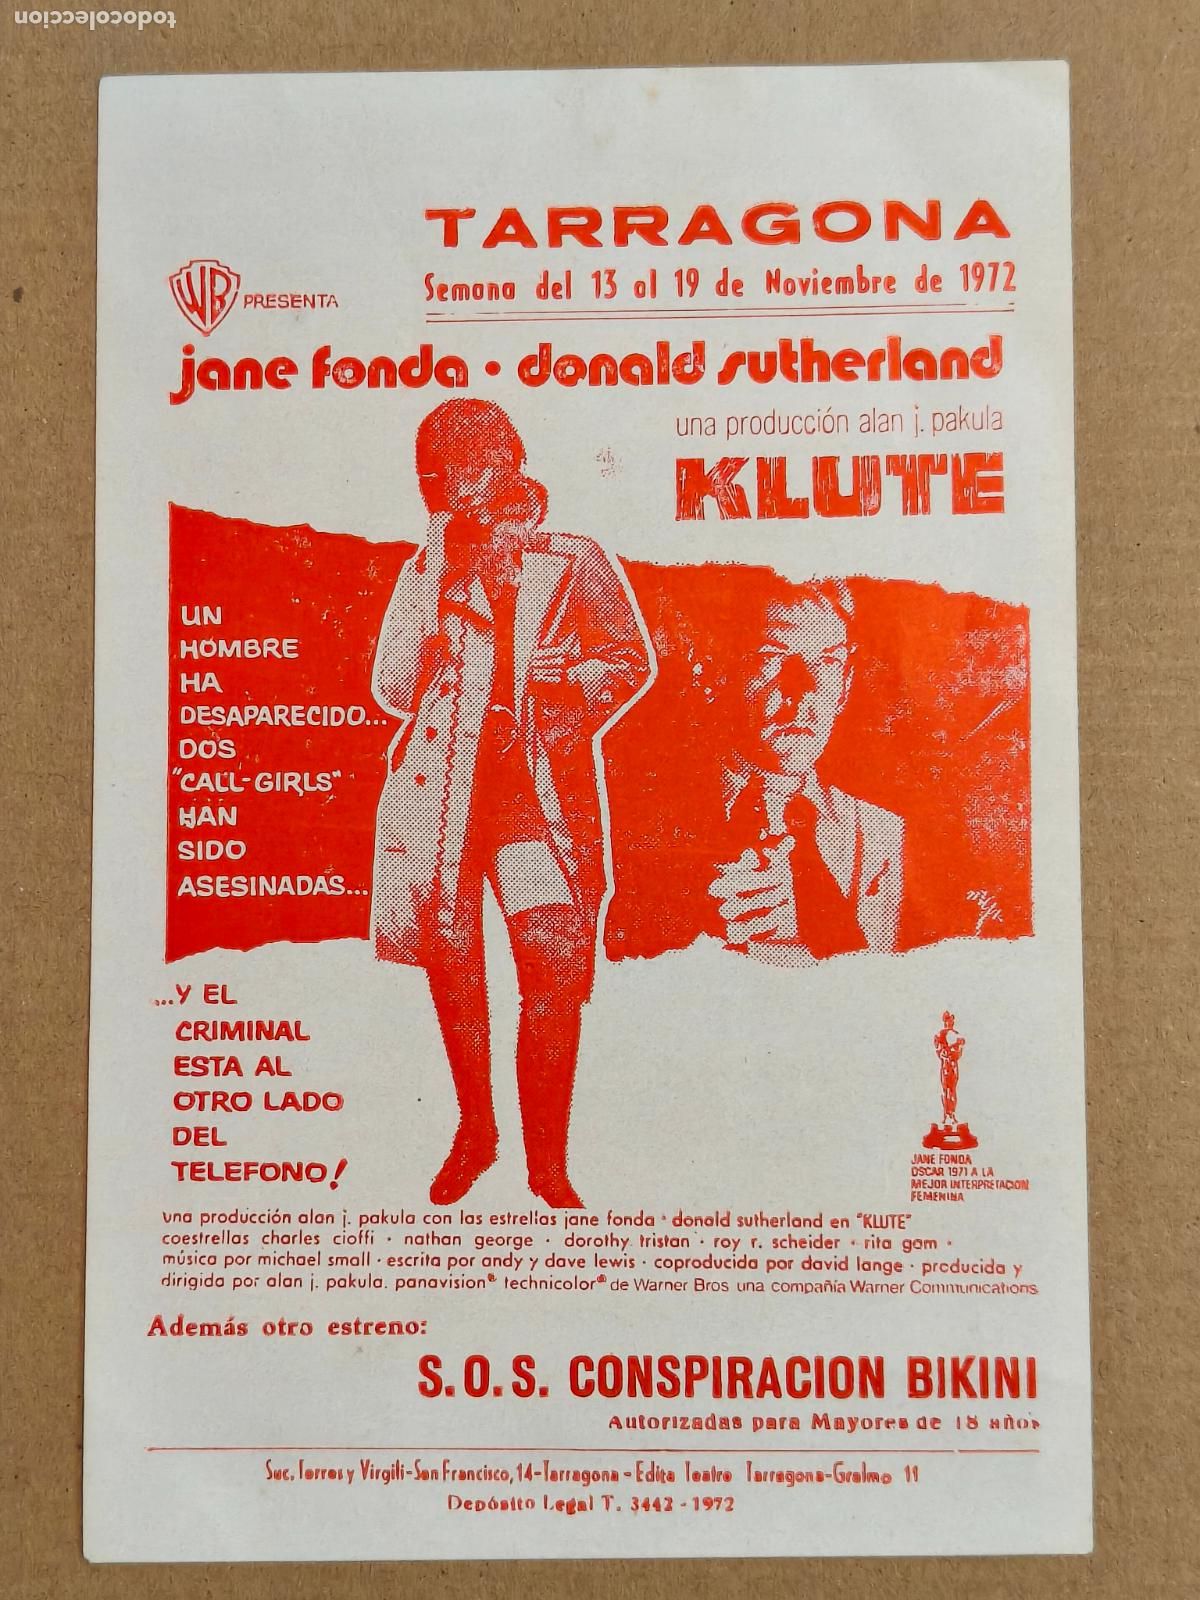 todocoleccion
TARRAGONA
Semana del 13 al 19 de Noviembre de 1972
WB PRESENTA
jane fonda · donald sutherland
una producción alan j. pakula
KLUTE
UN
HOMBRE
HA
DESAPARECIDO...
DOS
"CALL-GIRLS"
HAN
SIDO
ASESINADAS...
...Y EL
CRIMINAL
ESTA AL
OTRO LADO
DEL
TELEFONO!
JANE FONDA
OSCAR 1971 A LA
MEJOR INTERPRETACION
FEMENINA
una producción alan j. pakula con las estrellas jane fonda · donald sutherland en "KLUTE"
coestrellas charles cioffi · nathan george · dorothy tristan · roy r. scheider · rita gam ·
música por michael small · escrita por andy y dave lewis · coproducida por david lange · producida y
dirigida por alan j. pakula. panavision® technicolor® de Warner Bros una compañía Warner Communications
Además otro estreno:
S.O.S. CONSPIRACION BIKINI
Autorizadas para Mayores de 18 años
Suc. Torres y Virgili-San Francisco, 14-Tarragona - Edita Teatro Tarragona-Gralmo 11
Depósito Legal T. 3442 - 1972